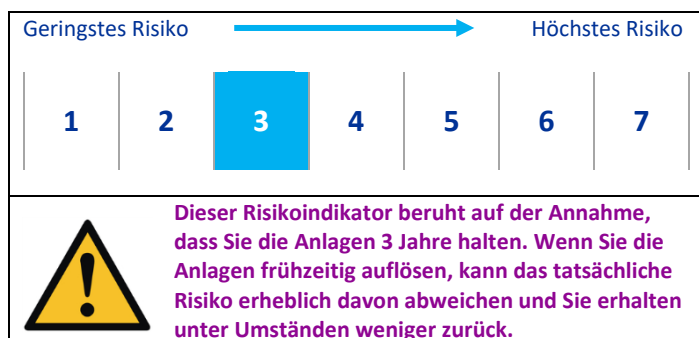 Geringstes Risiko Höchstes Risiko
1 2 3 4 5 6 7
Dieser Risikoindikator beruht auf der Annahme,
dass Sie die Anlagen 3 Jahre halten. Wenn Sie die
Anlagen frühzeitig auflösen, kann das tatsächliche
Risiko erheblich davon abweichen und Sie erhalten
unter Umständen weniger zurück.